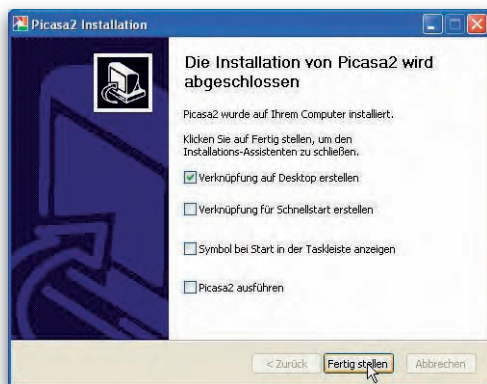 Picasa2 Installation
Die Installation von Picasa2 wird
abgeschlossen
Picasa2 wurde auf Ihrem Computer installiert.
Klicken Sie auf Fertig stellen, um den
Installations-Assistenten zu schließen.
Verknüpfung auf Desktop erstellen
Verknüpfung für Schnellstart erstellen
Symbol bei Start in der Taskleiste anzeigen
Picasa2 ausführen
< Zurück Fertig stellen Abbrechen